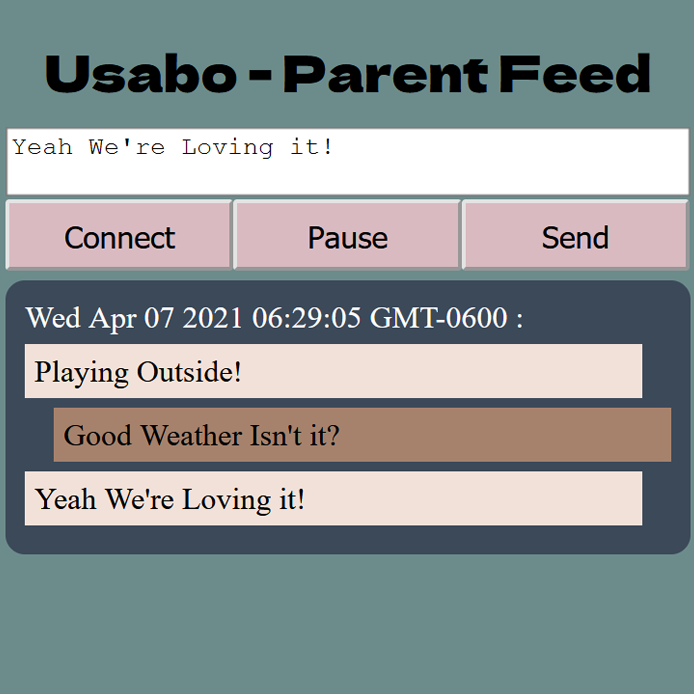 Usabo - Parent Feed
Yeah We're Loving it!
Connect Pause Send
Wed Apr 07 2021 06:29:05 GMT-0600 :
Playing Outside!
Good Weather Isn't it?
Yeah We're Loving it!